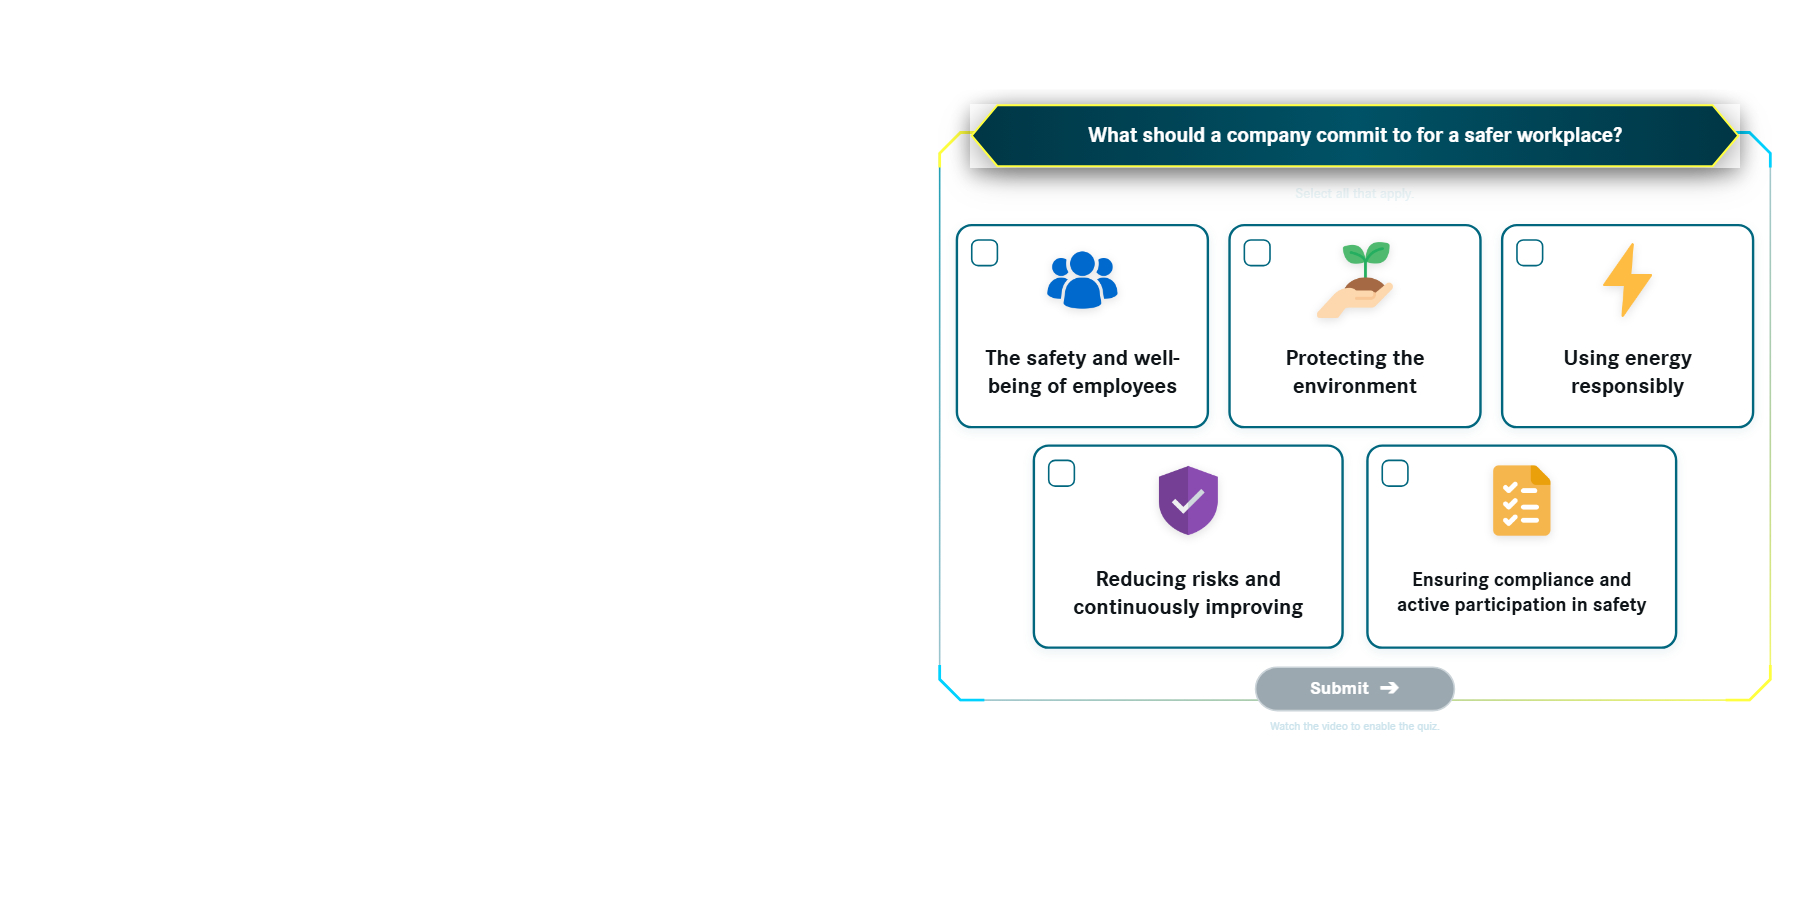 What should a company commit to for a safer workplace?
Select all that apply.
The safety and well-
being of employees
Protecting the
environment
Using energy
responsibly
Reducing risks and
continuously improving
Ensuring compliance and
active participation in safety
Submit
Watch the video to enable the quiz.